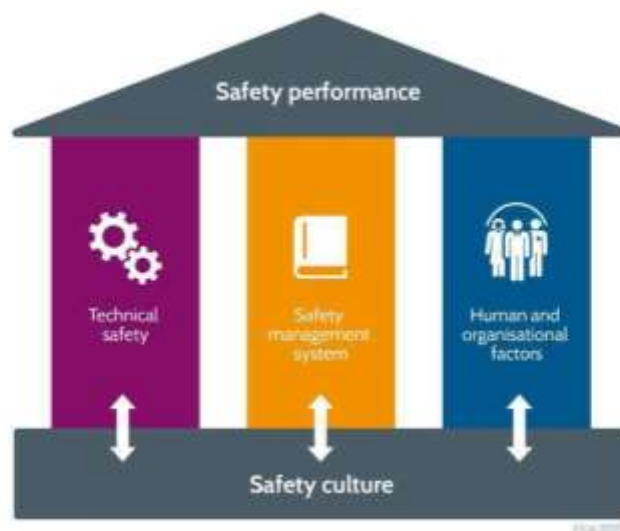 Safety performance
Technical
safety
Safety
management
system
Human and
organisational
factors
Safety culture